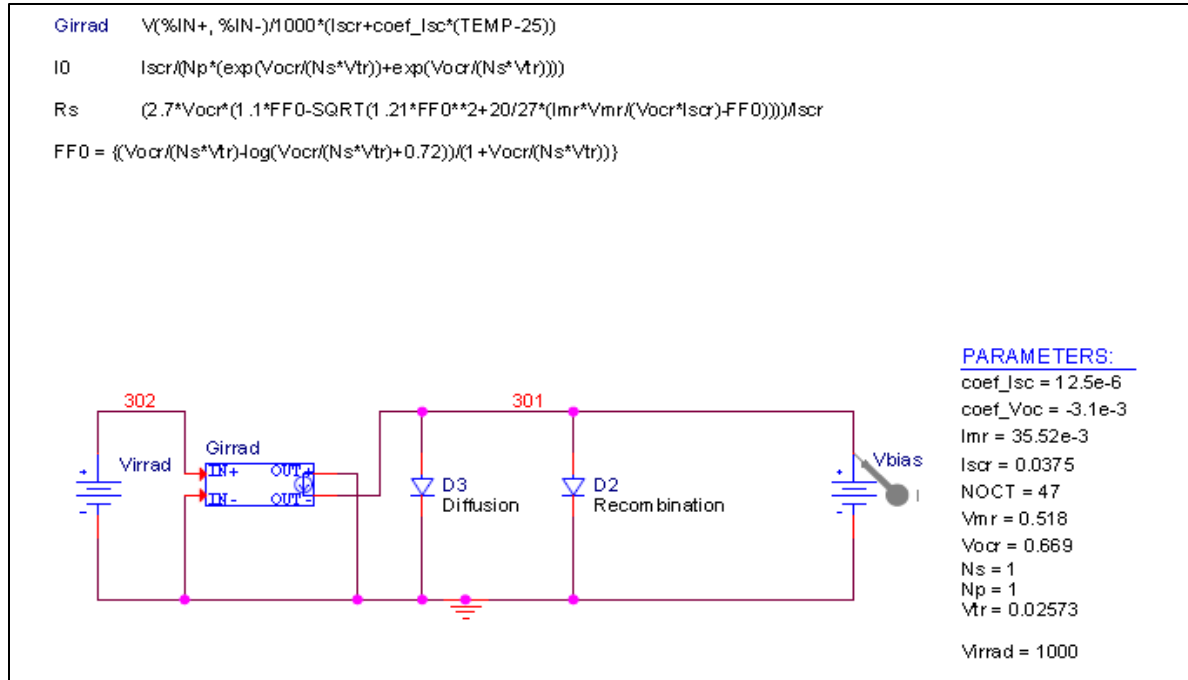 Girrad V(%IN+, %IN-)/1000*(Iscr+coef_Isc*(TEMP-25))
I0 Iscr/(Np*(exp(Vocr/(Ns*Vtr))+exp(Vocr/(Ns*Vtr))))
Rs (2.7*Vocr*(1.1*FF0-SQRT(1.21*FF0**2+20/27*(Imr*Vmr/(Vocr*Iscr)-FF0))))/Iscr
FF0 = {(Vocr/(Ns*Vtr)-log(Vocr/(Ns*Vtr)+0.72))/(1+Vocr/(Ns*Vtr))}
302
301
Girrad
Virrad
IN+ OUT+
IN- OUT-
D3
Diffusion
D2
Recombination
Vbias
I
PARAMETERS:
coef_Isc = 12.5e-6
coef_Voc = -3.1e-3
Imr = 35.52e-3
Iscr = 0.0375
NOCT = 47
Vmr = 0.518
Vocr = 0.669
Ns = 1
Np = 1
Vtr = 0.02573
Virrad = 1000